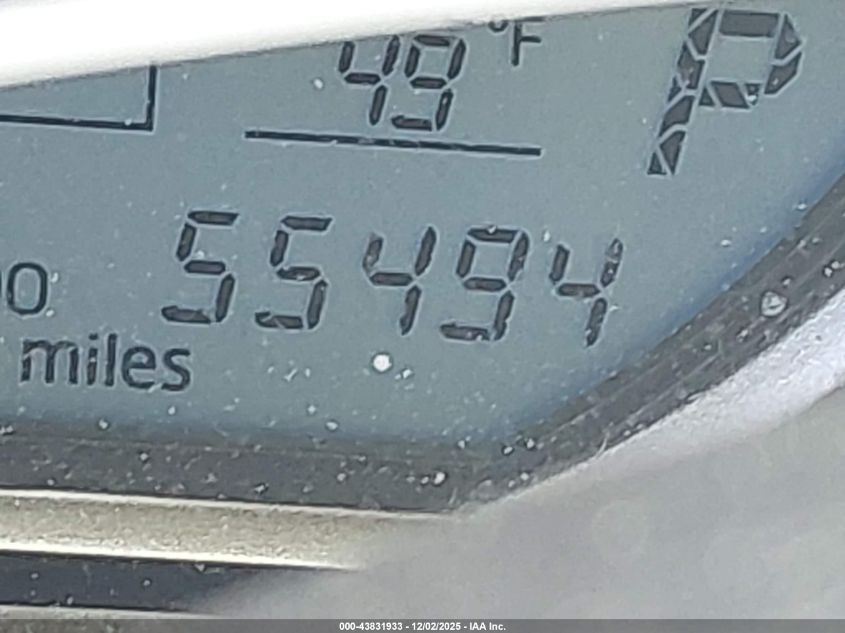 49 °F
P
55494
miles
000-43831933 - 12/02/2025 - IAA Inc.